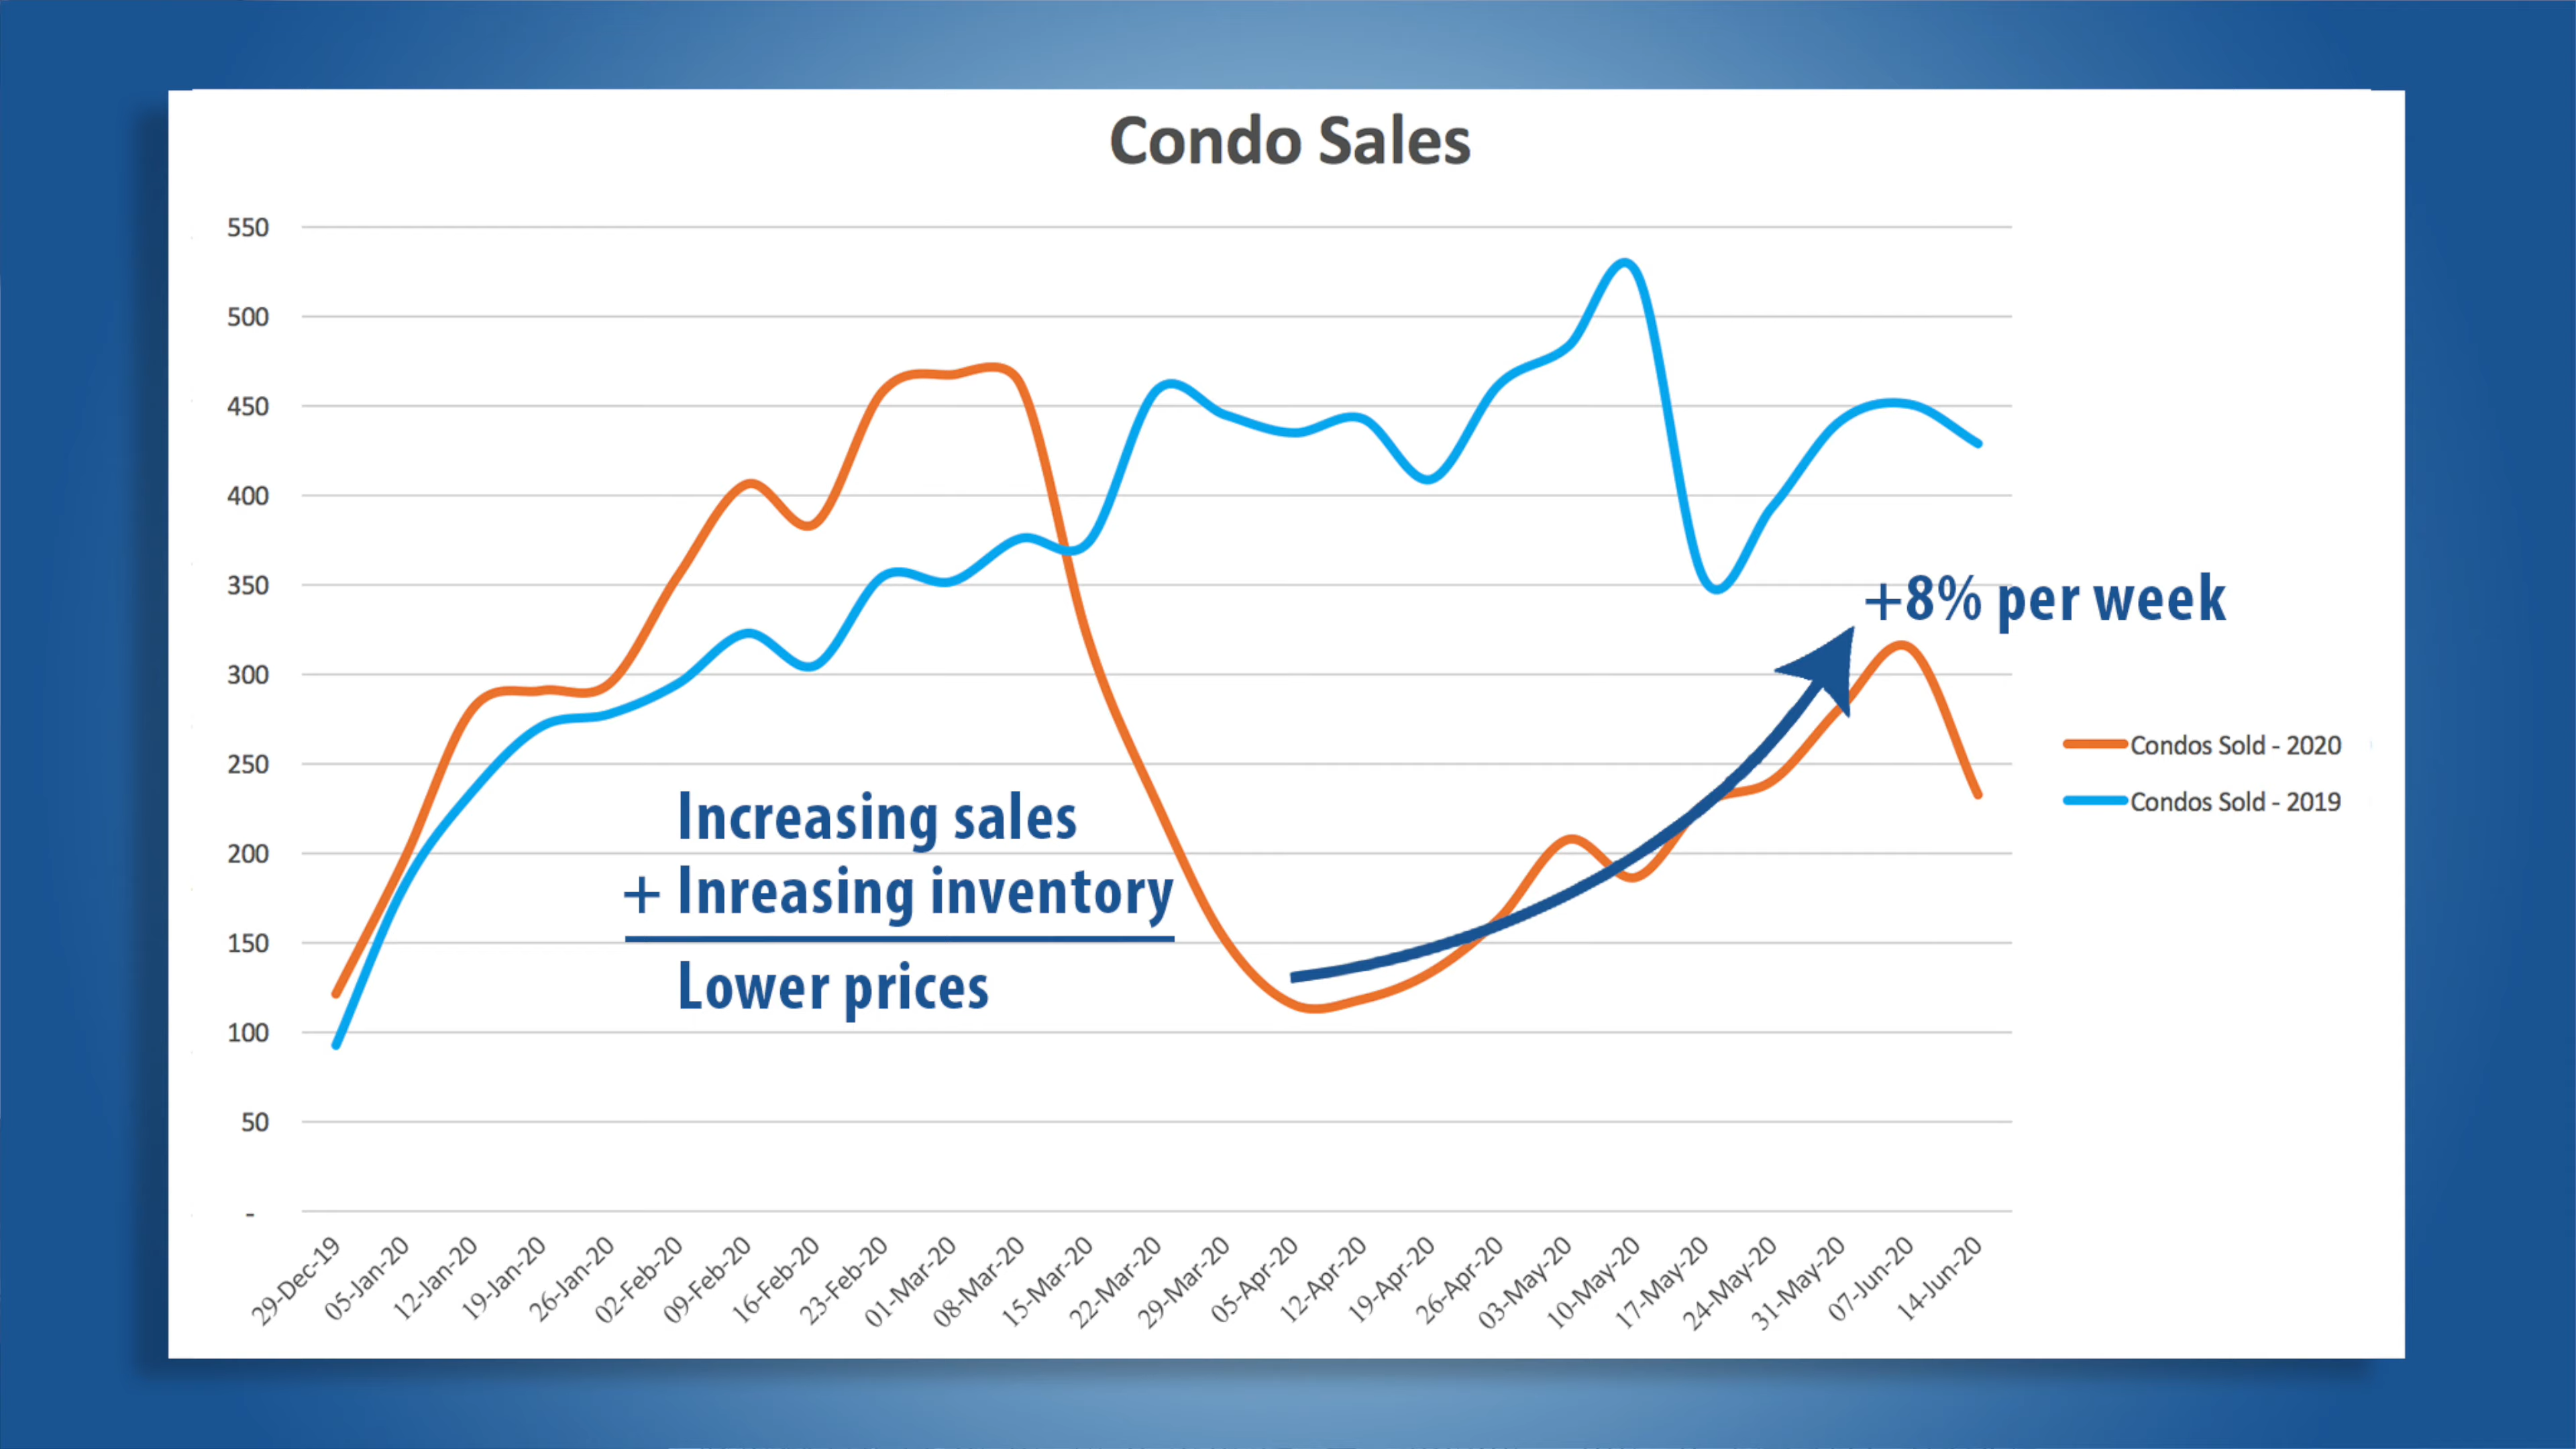 Condo Sales
550
500
450
400
350
300
250
200
150
100
50
-
+8% per week
Increasing sales
+ Inreasing inventory
Lower prices
Condos Sold - 2020
Condos Sold - 2019
29-Dec-19
05-Jan-20
12-Jan-20
19-Jan-20
26-Jan-20
02-Feb-20
09-Feb-20
16-Feb-20
23-Feb-20
01-Mar-20
08-Mar-20
15-Mar-20
22-Mar-20
29-Mar-20
05-Apr-20
12-Apr-20
19-Apr-20
26-Apr-20
03-May-20
10-May-20
17-May-20
24-May-20
31-May-20
07-Jun-20
14-Jun-20